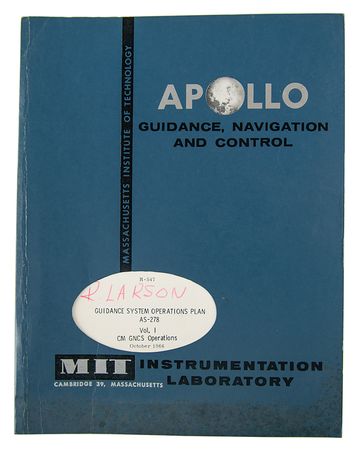 MASSACHUSETTS INSTITUTE OF TECHNOLOGY
APOLLO
GUIDANCE, NAVIGATION
AND CONTROL
R-547
R LARSON
GUIDANCE SYSTEM OPERATIONS PLAN
AS-278
Vol. I
CM GNCS Operations
October 1966
MIT
CAMBRIDGE 39, MASSACHUSETTS
INSTRUMENTATION
LABORATORY